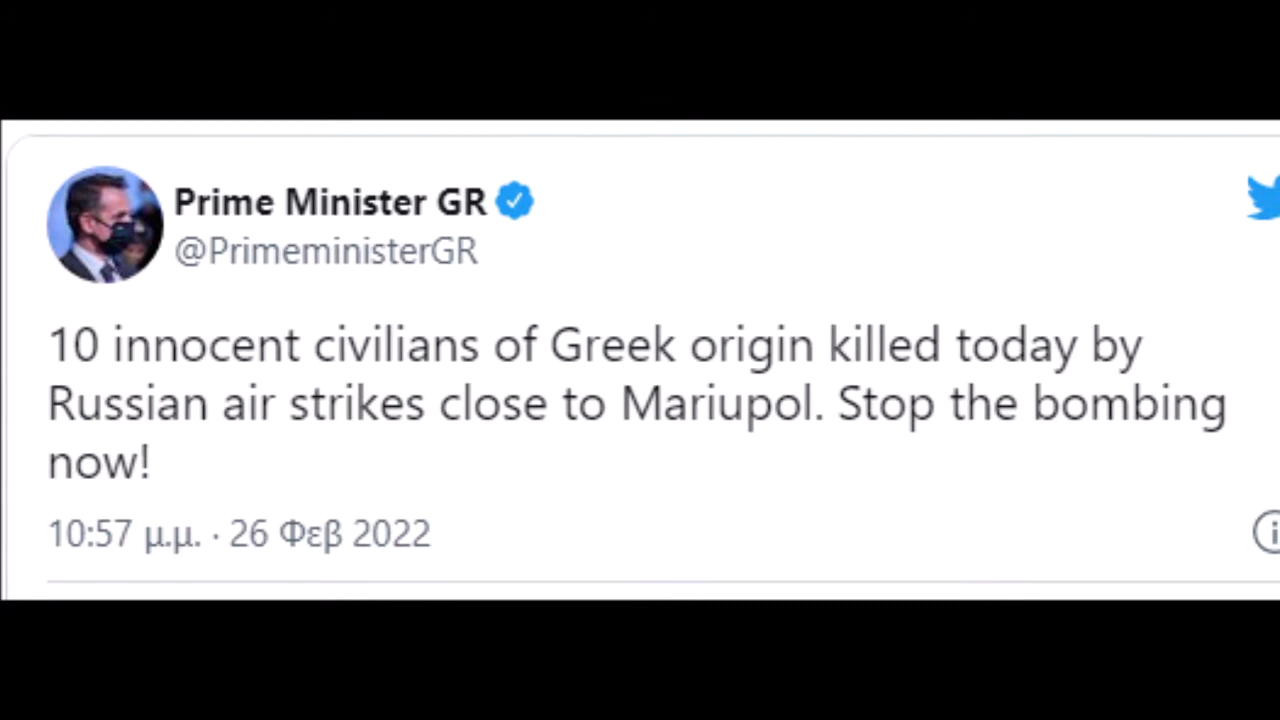 Prime Minister GR
@PrimeministerGR
10 innocent civilians of Greek origin killed today by
Russian air strikes close to Mariupol. Stop the bombing
now!
10:57 μ.μ. · 26 Φεβ 2022